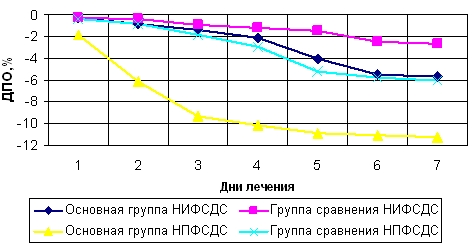 0
-2
-4
-6
-8
-10
-12
ДПО,%
1 2 3 4 5 6 7
Дни лечения
Основная группа НИФСДС Группа сравнения НИФСДС
Основная группа НПФСДС Группа сравнения НПФСДС